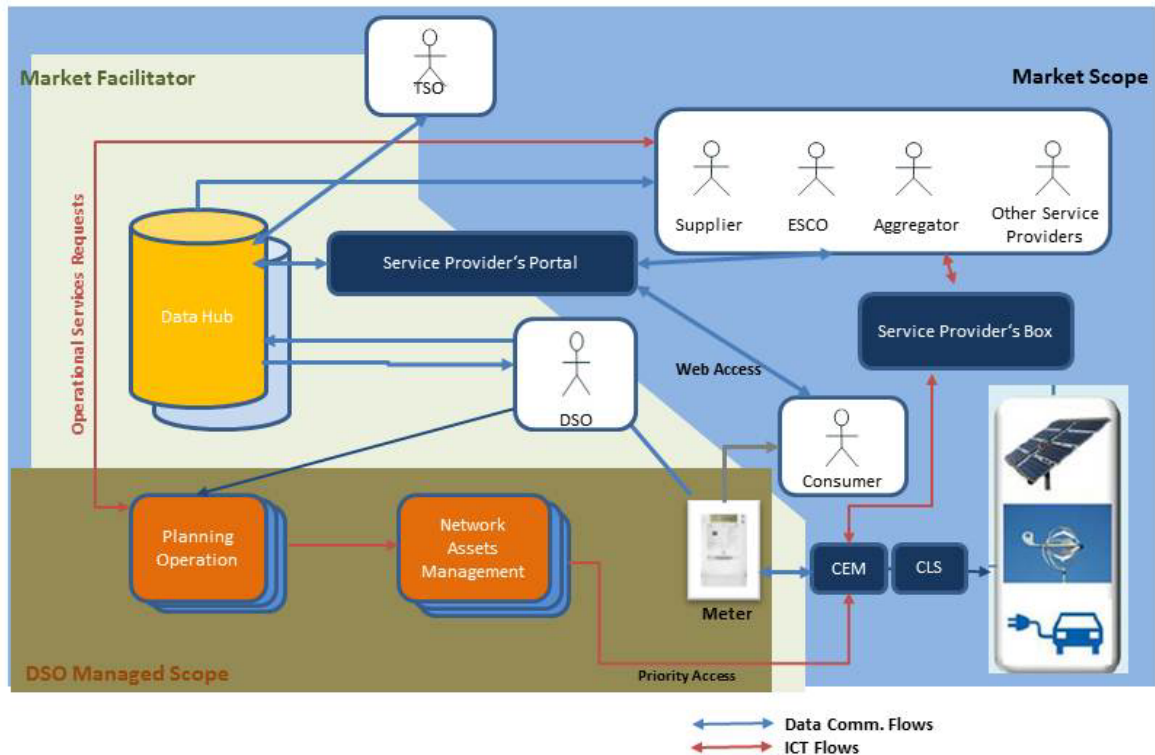 TSO
Market Facilitator
Market Scope
Operational Services Requests
Supplier
ESCO
Aggregator
Other Service
Providers
Service Provider's Portal
Data Hub
Service Provider's Box
Web Access
DSO
Consumer
Planning
Operation
Network
Assets
Management
CEM
CLS
Meter
DSO Managed Scope
Priority Access
Data Comm. Flows
ICT Flows